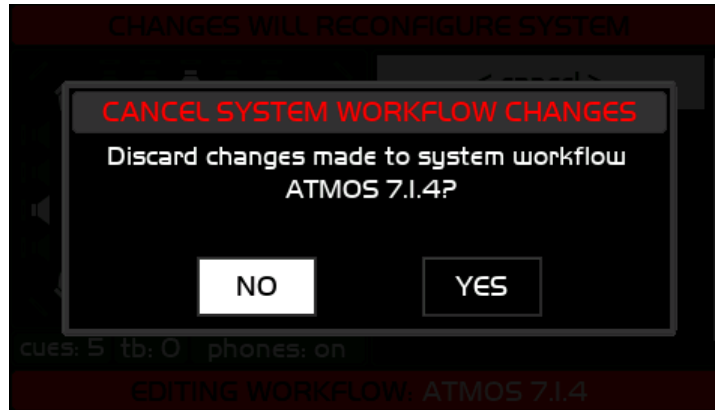 CHANGES WILL RECONFIGURE SYSTEM
< cancel >
CANCEL SYSTEM WORKFLOW CHANGES
Discard changes made to system workflow
ATMOS 7.1.4?
NO YES
cues: 5 tb: 0 phones: on
EDITING WORKFLOW: ATMOS 7.1.4